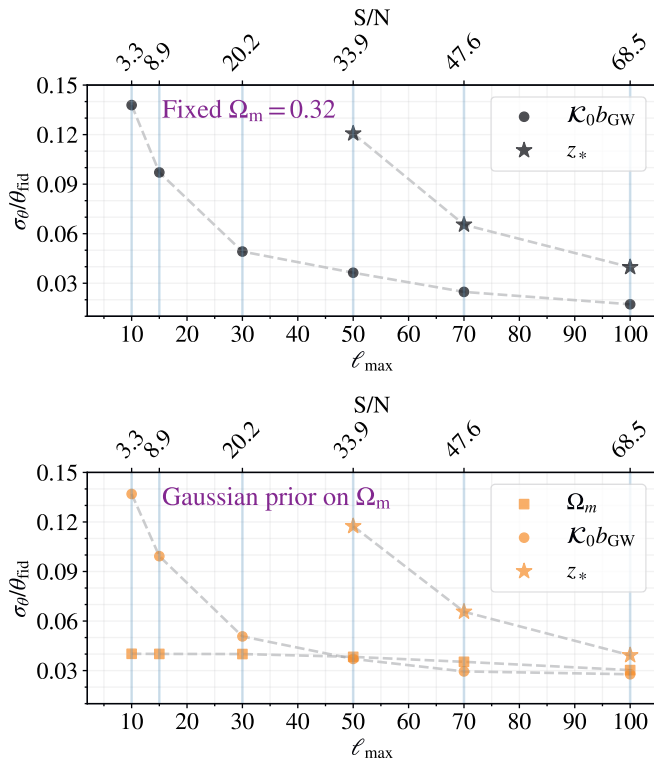 S/N
3.3 8.9 20.2 33.9 47.6 68.5
0.15
Fixed Ωm = 0.32
𝒦0bGW
z*
0.12
0.09
0.06
0.03
σθ/θfid
10 20 30 40 50 60 70 80 90 100
ℓmax
S/N
3.3 8.9 20.2 33.9 47.6 68.5
0.15
Gaussian prior on Ωm
Ωm
𝒦0bGW
z*
0.12
0.09
0.06
0.03
σθ/θfid
10 20 30 40 50 60 70 80 90 100
ℓmax